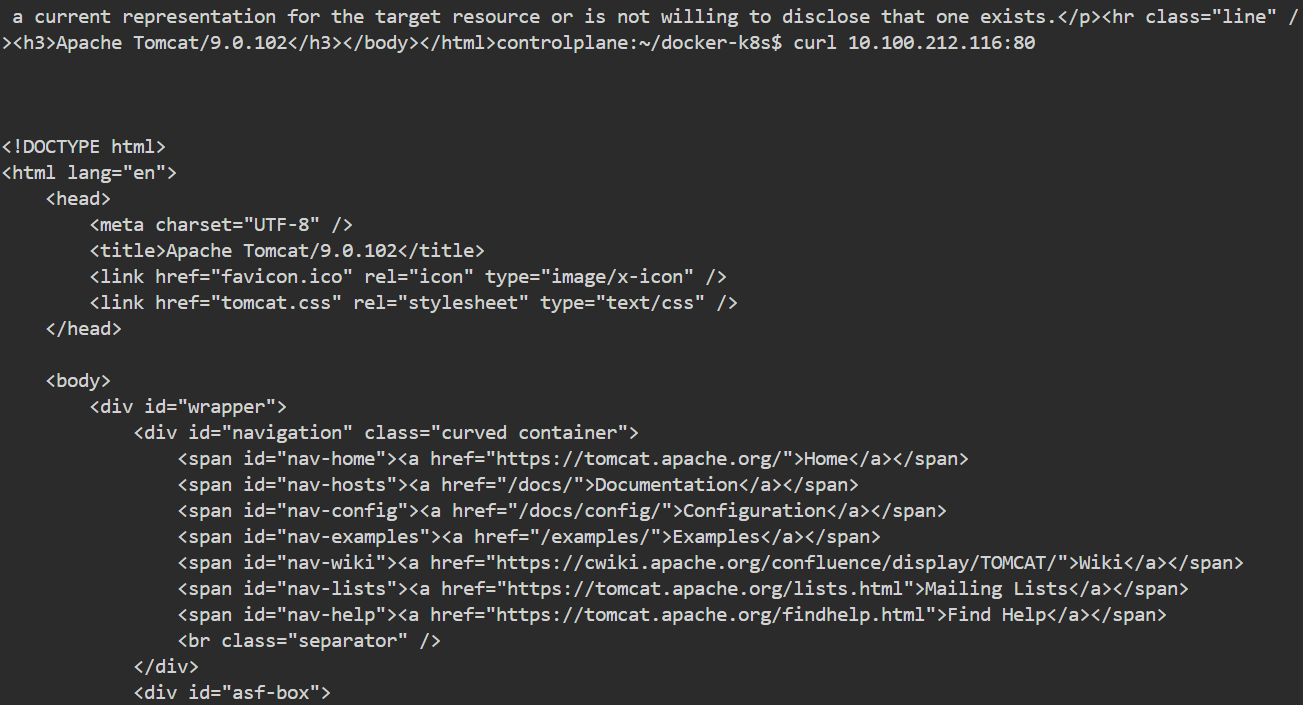 a current representation for the target resource or is not willing to disclose that one exists.</p><hr class="line" /
><h3>Apache Tomcat/9.0.102</h3></body></html>controlplane:~/docker-k8s$ curl 10.100.212.116:80
<!DOCTYPE html>
<html lang="en">
    <head>
        <meta charset="UTF-8" />
        <title>Apache Tomcat/9.0.102</title>
        <link href="favicon.ico" rel="icon" type="image/x-icon" />
        <link href="tomcat.css" rel="stylesheet" type="text/css" />
    </head>
    <body>
        <div id="wrapper">
            <div id="navigation" class="curved container">
                <span id="nav-home"><a href="https://tomcat.apache.org/">Home</a></span>
                <span id="nav-hosts"><a href="/docs/">Documentation</a></span>
                <span id="nav-config"><a href="/docs/config/">Configuration</a></span>
                <span id="nav-examples"><a href="/examples/">Examples</a></span>
                <span id="nav-wiki"><a href="https://cwiki.apache.org/confluence/display/TOMCAT/">Wiki</a></span>
                <span id="nav-lists"><a href="https://tomcat.apache.org/lists.html">Mailing Lists</a></span>
                <span id="nav-help"><a href="https://tomcat.apache.org/findhelp.html">Find Help</a></span>
                <br class="separator" />
            </div>
            <div id="asf-box">